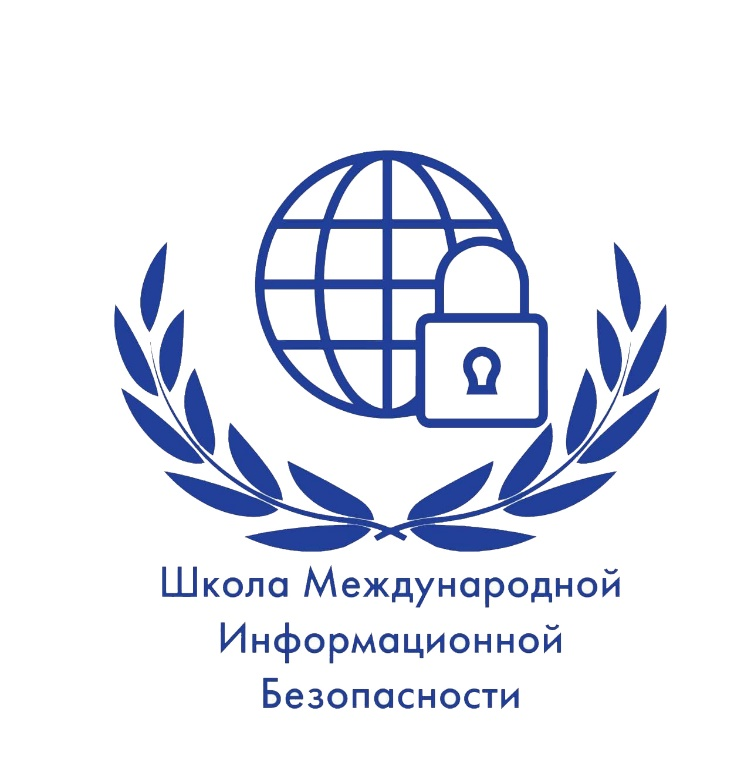 Школа Международной
Информационной
Безопасности